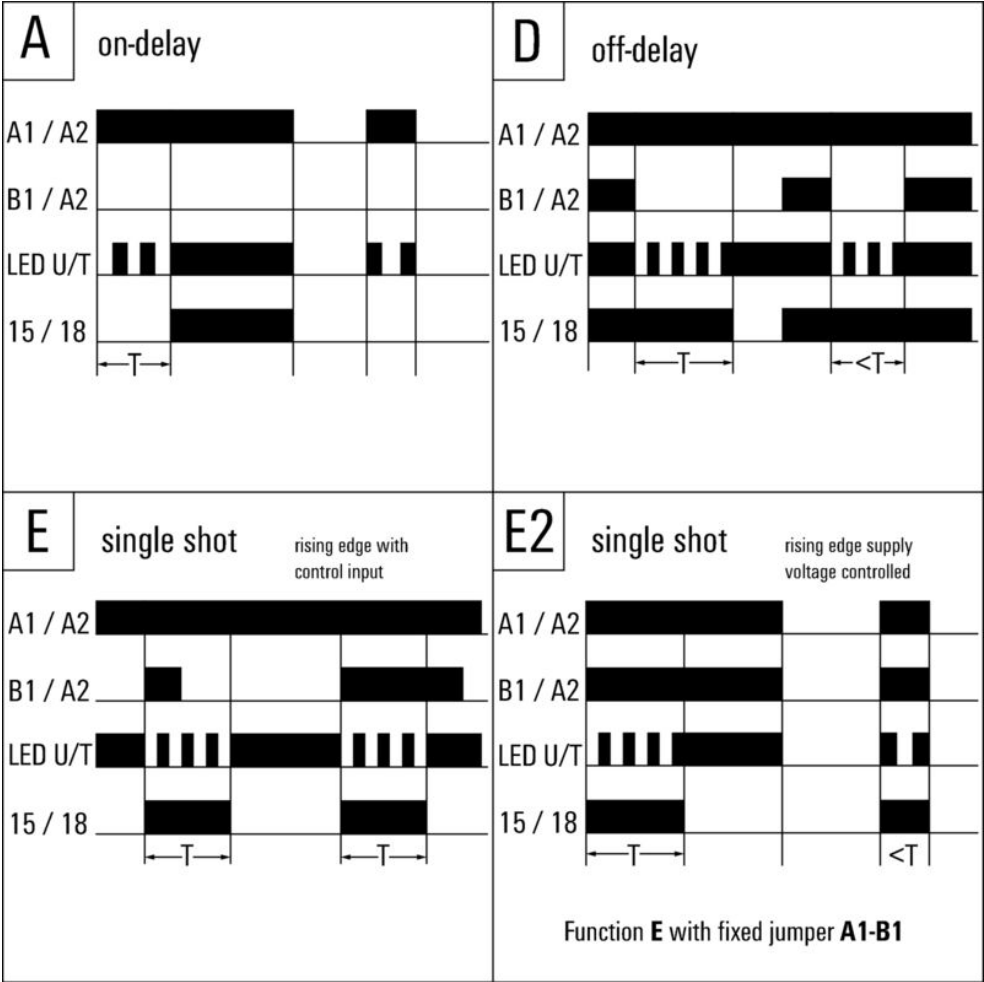 A on-delay
A1 / A2
B1 / A2
LED U/T
15 / 18
T
D off-delay
A1 / A2
B1 / A2
LED U/T
15 / 18
T <T
E single shot rising edge with
control input
A1 / A2
B1 / A2
LED U/T
15 / 18
T T
E2 single shot rising edge supply
voltage controlled
A1 / A2
B1 / A2
LED U/T
15 / 18
T <T
Function E with fixed jumper A1-B1